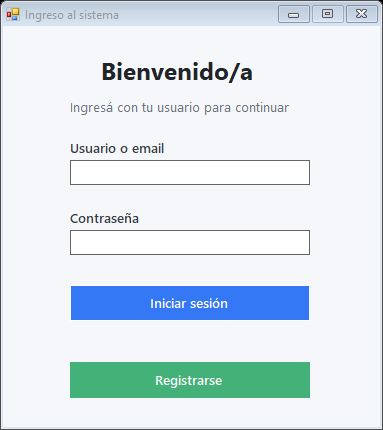 Ingreso al sistema
Bienvenido/a
Ingresá con tu usuario para continuar
Usuario o email
Contraseña
Iniciar sesión
Registrarse